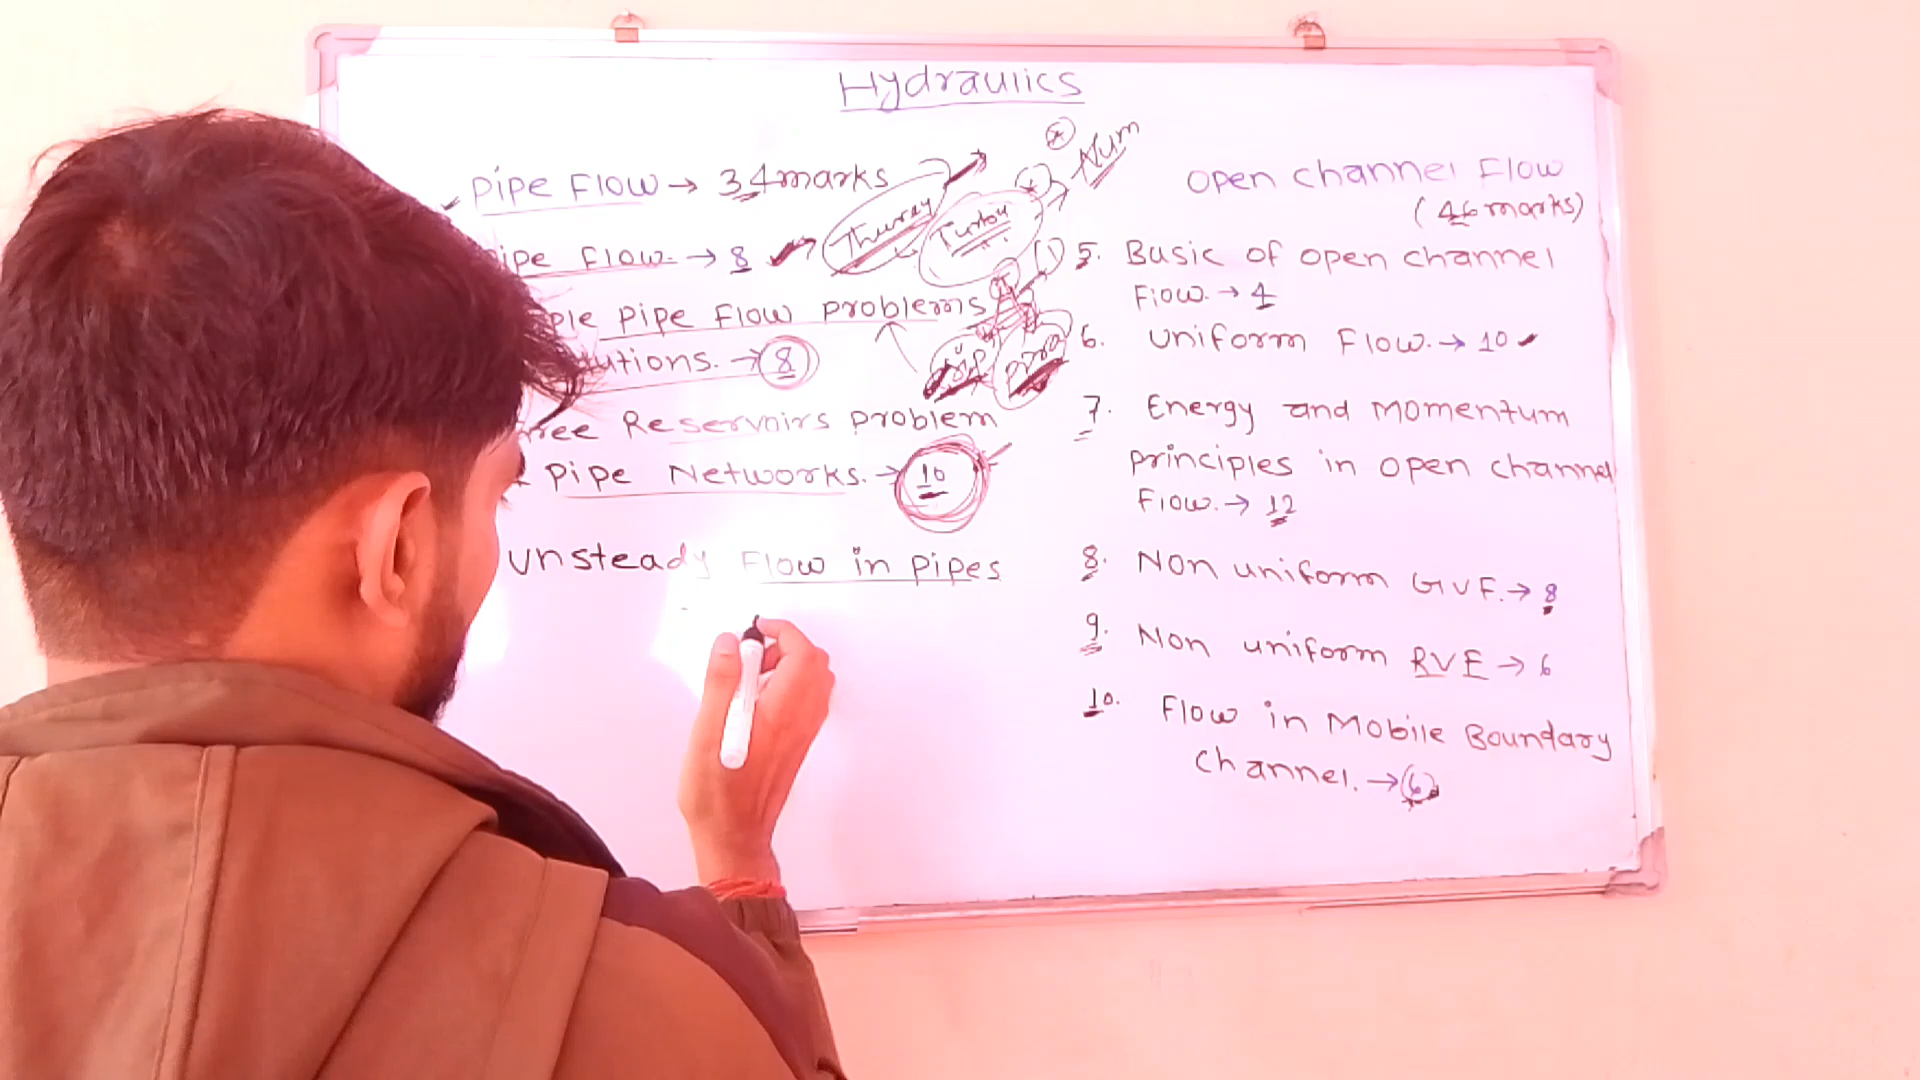 Hydraulics
Pipe Flow → 34 marks
Theory
Turbu
Num
ipe flow. → 8
ple pipe flow problems
utions. → 8
ree Reservoirs problem
Pipe Networks. → 10
unsteady Flow in pipes
open channel Flow
(46 marks)
5. Basic of open channel
Flow. → 4
6. uniform Flow. → 10
7. Energy and Momentum
principles in open channel
Flow. → 12
8. Non uniform GVF. → 8
9. Non uniform RVF → 6
10. Flow in Mobile Boundary
channel. → 6